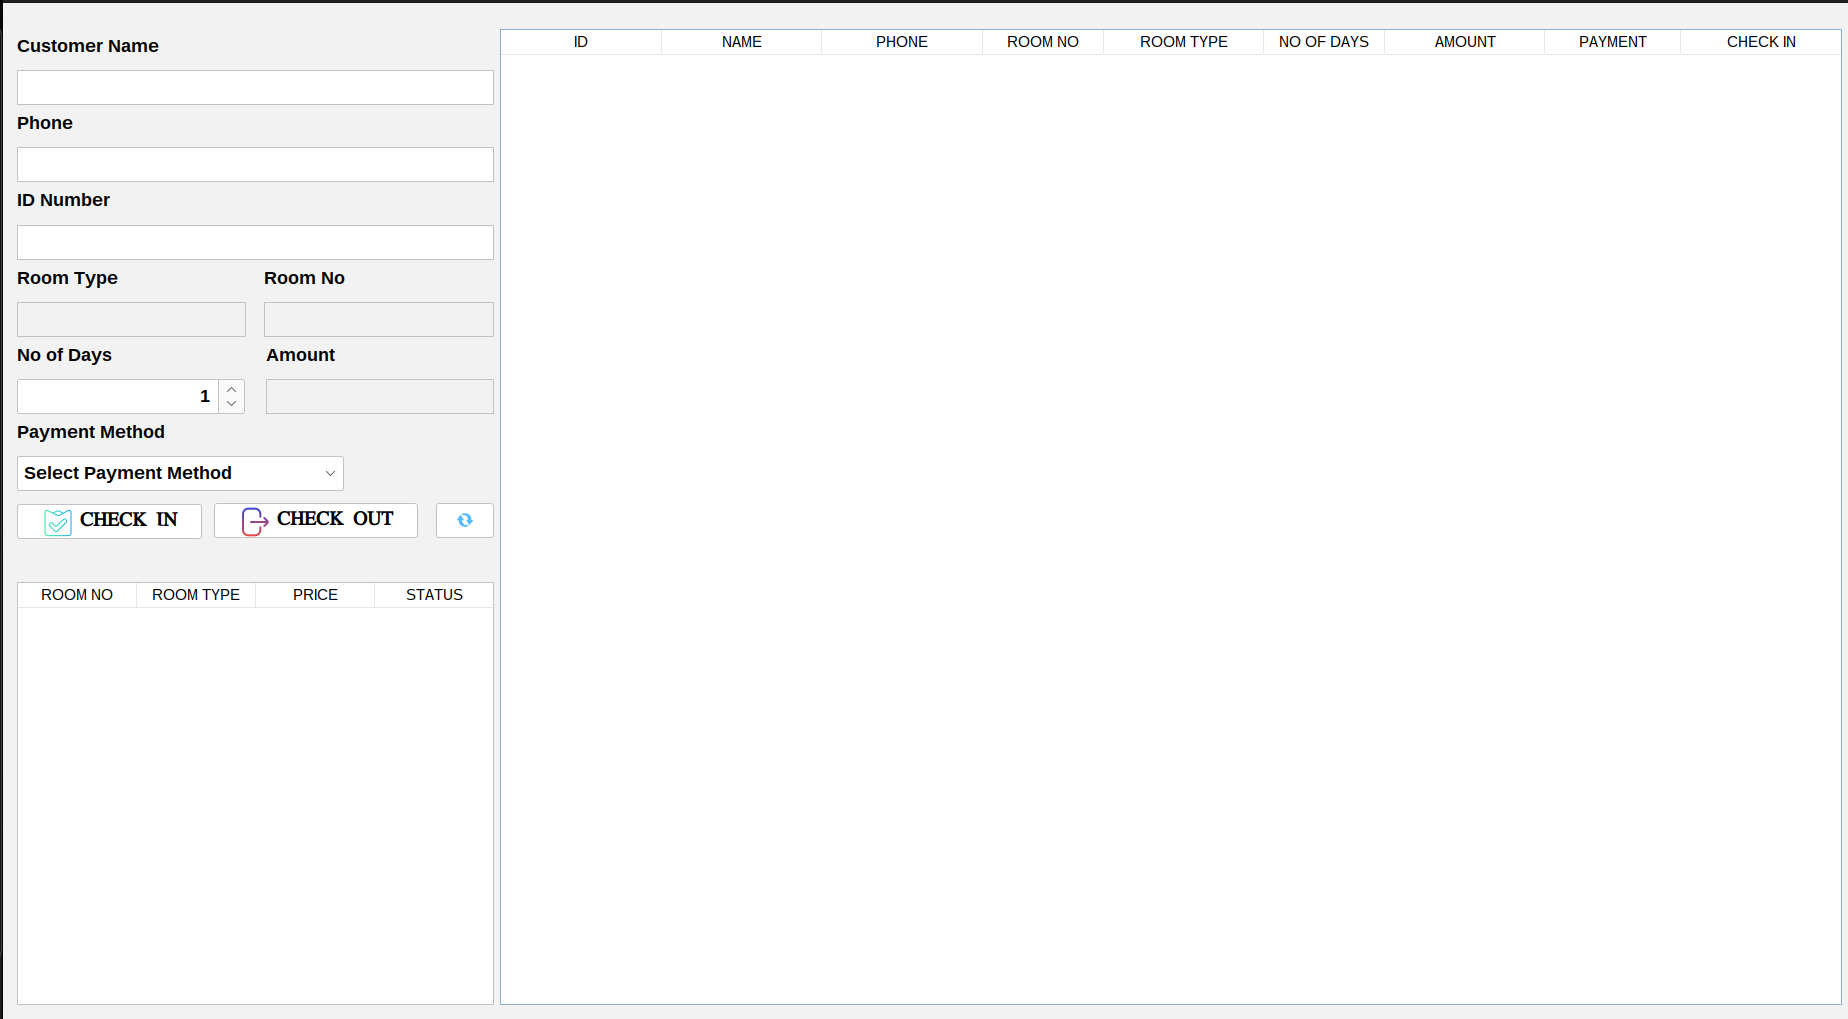 Customer Name
Phone
ID Number
Room Type Room No
No of Days Amount
1
Payment Method
Select Payment Method
CHECK IN CHECK OUT
ROOM NO ROOM TYPE PRICE STATUS
ID NAME PHONE ROOM NO ROOM TYPE NO OF DAYS AMOUNT PAYMENT CHECK IN